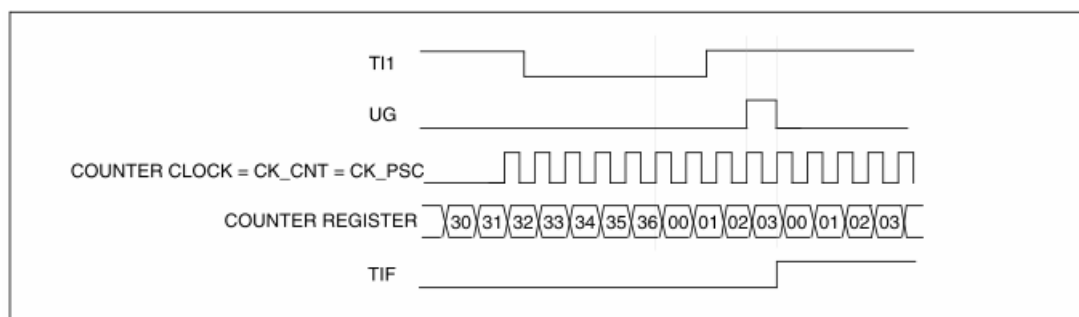 TI1
UG
COUNTER CLOCK = CK_CNT = CK_PSC
COUNTER REGISTER 30 31 32 33 34 35 36 00 01 02 03 00 01 02 03
TIF